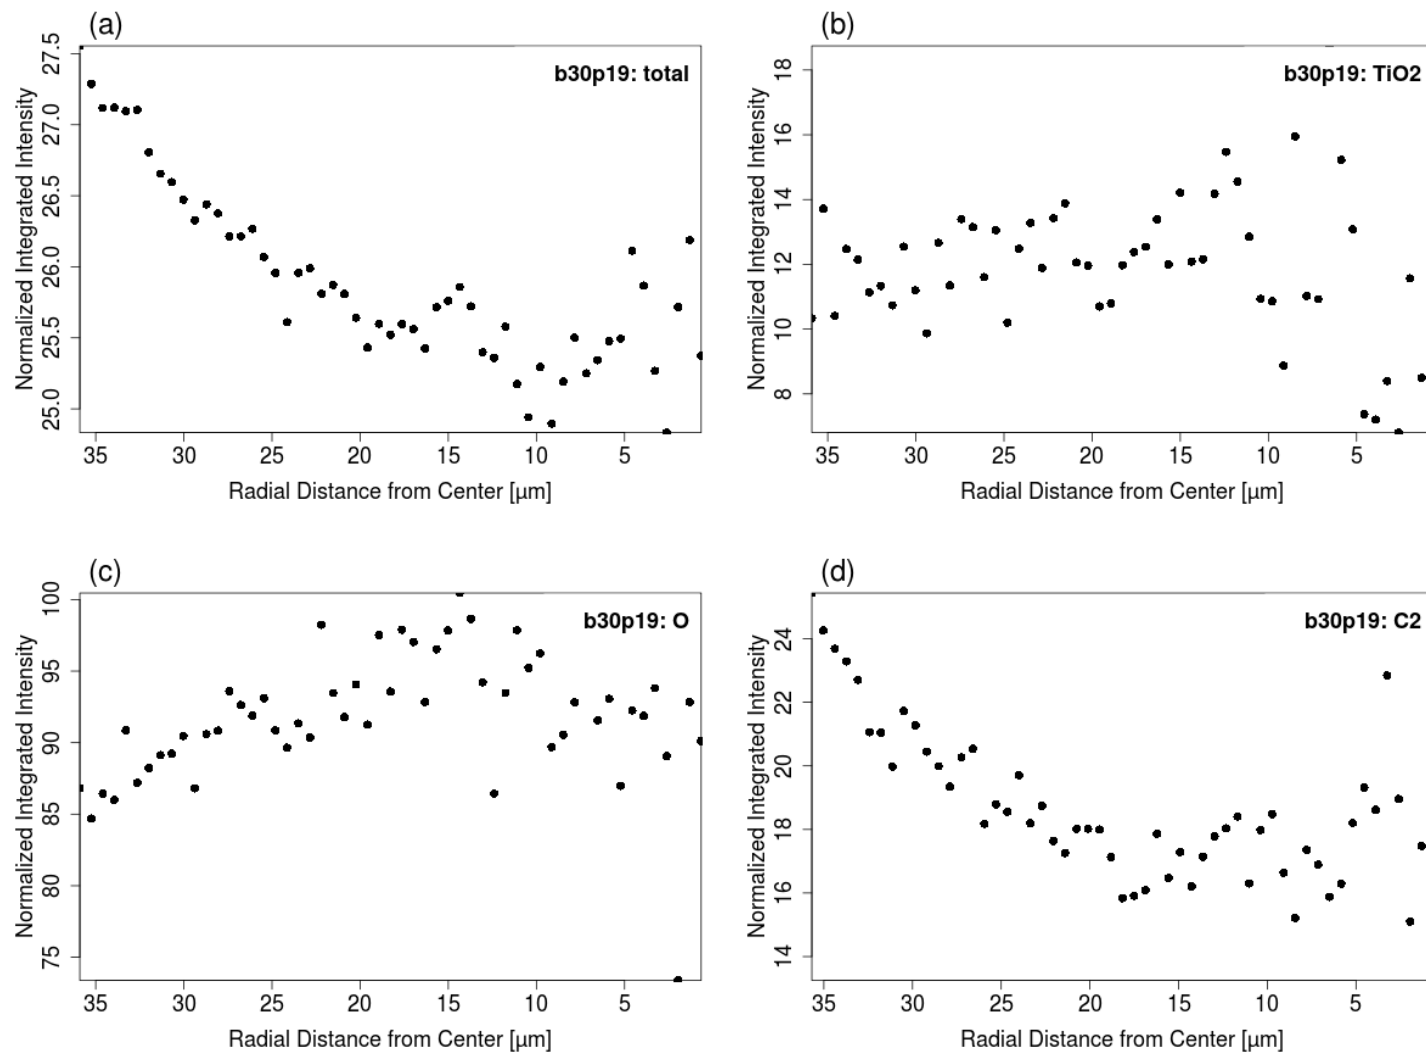 (a)
b30p19: total
Normalized Integrated Intensity
27.5
27.0
26.5
26.0
25.5
25.0
35 30 25 20 15 10 5
Radial Distance from Center [µm]
(b)
b30p19: TiO2
Normalized Integrated Intensity
18
16
14
12
10
8
35 30 25 20 15 10 5
Radial Distance from Center [µm]
(c)
b30p19: O
Normalized Integrated Intensity
100
95
90
85
80
75
35 30 25 20 15 10 5
Radial Distance from Center [µm]
(d)
b30p19: C2
Normalized Integrated Intensity
24
22
20
18
16
14
35 30 25 20 15 10 5
Radial Distance from Center [µm]